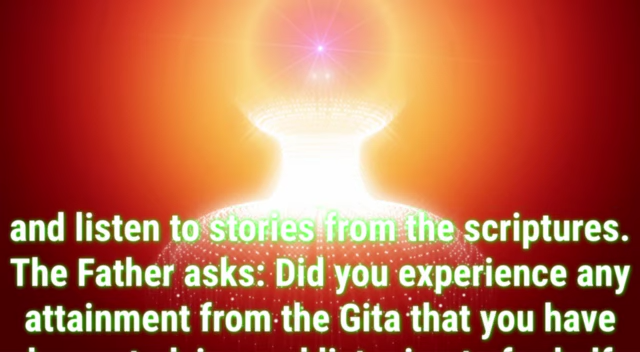 and listen to stories from the scriptures.
The Father asks: Did you experience any
attainment from the Gita that you have